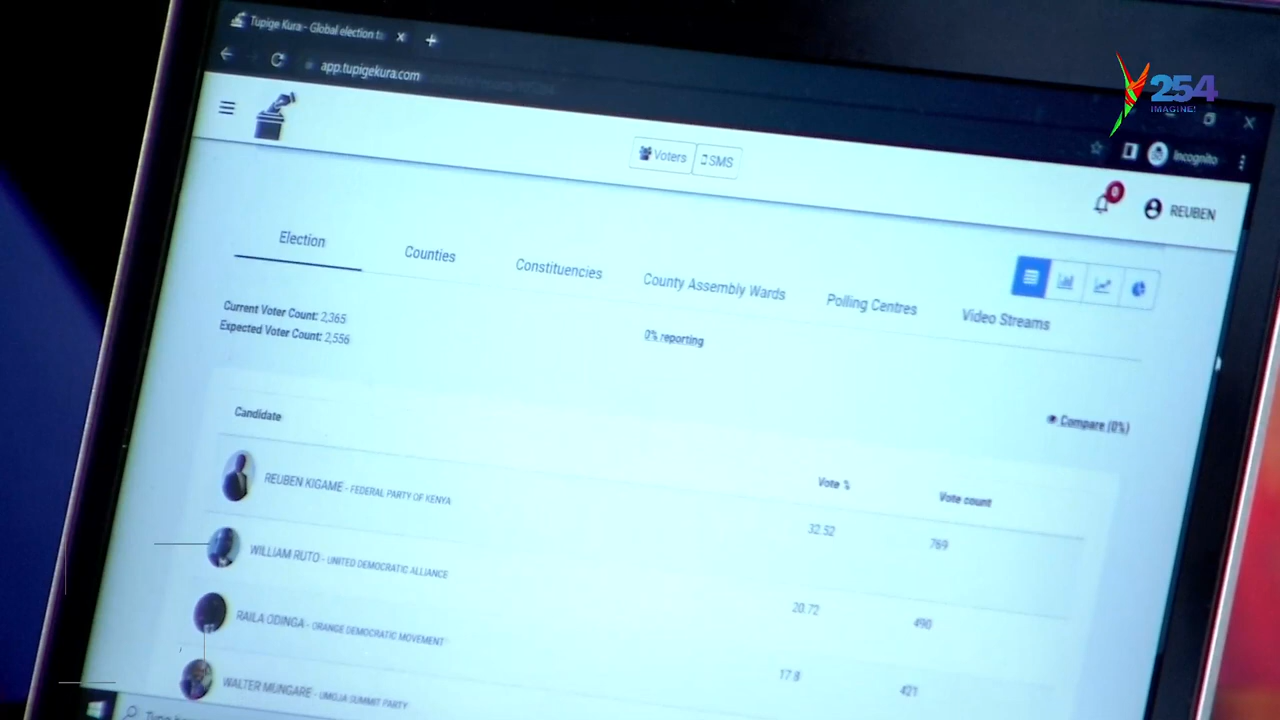 Tupige Kura - Global election t
app.tupigekura.com
254
IMAGINE!
Incognito
Voters
SMS
0
REUBEN
Election
Counties
Constituencies
County Assembly Wards
Polling Centres
Video Streams
Current Voter Count: 2,365
Expected Voter Count: 2,556
0% reporting
Compare (0%)
Candidate
Vote %
Vote count
REUBEN KIGAME - FEDERAL PARTY OF KENYA
32.52
769
WILLIAM RUTO - UNITED DEMOCRATIC ALLIANCE
20.72
490
RAILA ODINGA - ORANGE DEMOCRATIC MOVEMENT
17.8
421
WALTER MUNGARE - UMOJA SUMMIT PARTY